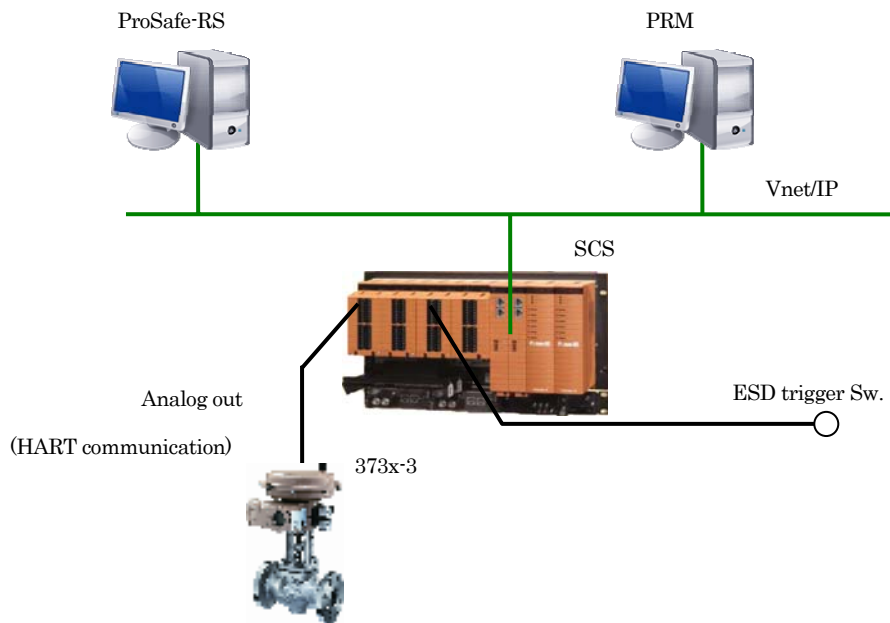 ProSafe-RS
PRM
Vnet/IP
SCS
Analog out
(HART communication)
ESD trigger Sw.
373x-3